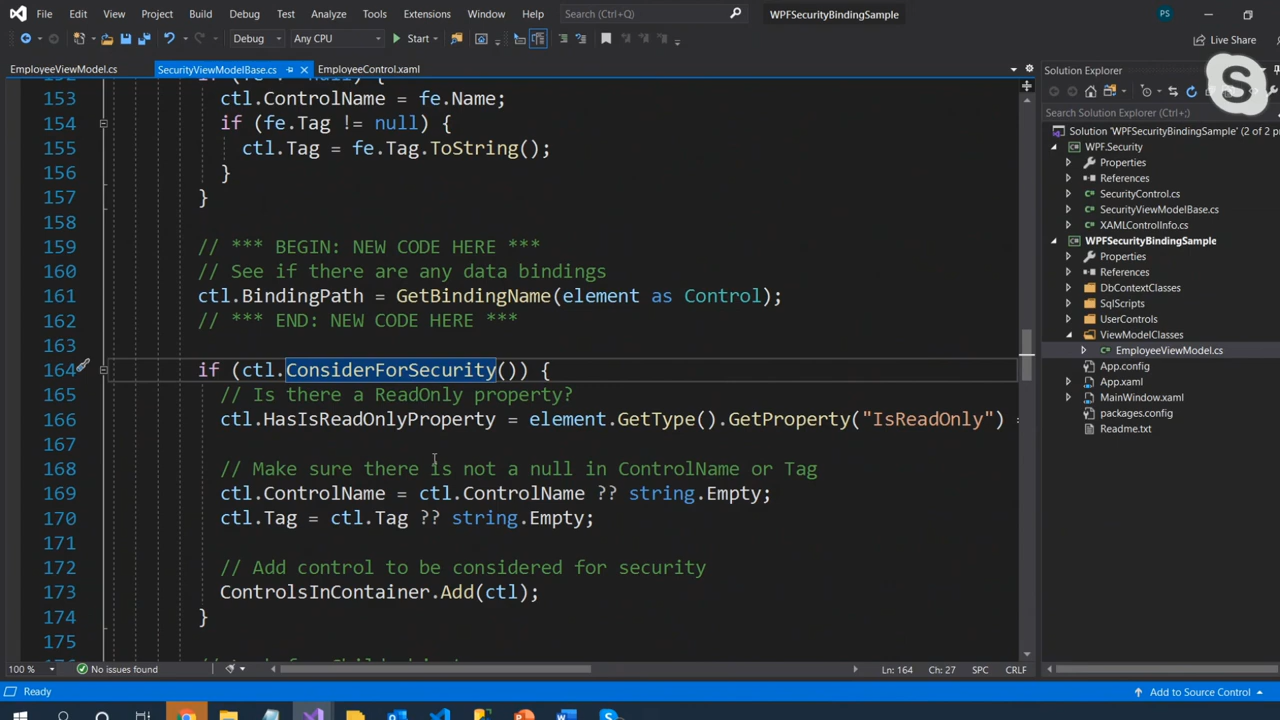 File Edit View Project Build Debug Test Analyze Tools Extensions Window Help Search (Ctrl+Q) WPFSecurityBindingSample PS
Debug Any CPU Start Live Share
EmployeeViewModel.cs SecurityViewModelBase.cs EmployeeControl.xaml
153 ctl.ControlName = fe.Name;
154 if (fe.Tag != null) {
155 ctl.Tag = fe.Tag.ToString();
156 }
157 }
158
159 // *** BEGIN: NEW CODE HERE ***
160 // See if there are any data bindings
161 ctl.BindingPath = GetBindingName(element as Control);
162 // *** END: NEW CODE HERE ***
163
164 if (ctl.ConsiderForSecurity()) {
165 // Is there a ReadOnly property?
166 ctl.HasIsReadOnlyProperty = element.GetType().GetProperty("IsReadOnly") =
167
168 // Make sure there is not a null in ControlName or Tag
169 ctl.ControlName = ctl.ControlName ?? string.Empty;
170 ctl.Tag = ctl.Tag ?? string.Empty;
171
172 // Add control to be considered for security
173 ControlsInContainer.Add(ctl);
174 }
175
100 % No issues found Ln: 164 Ch: 27 SPC CRLF
Ready Add to Source Control
Solution Explorer
Search Solution Explorer (Ctrl+;)
Solution 'WPFSecurityBindingSample' (2 of 2 p
WPF.Security
Properties
References
SecurityControl.cs
SecurityViewModelBase.cs
XAMLControlInfo.cs
WPFSecurityBindingSample
Properties
References
DbContextClasses
SqlScripts
UserControls
ViewModelClasses
EmployeeViewModel.cs
App.config
App.xaml
MainWindow.xaml
packages.config
Readme.txt